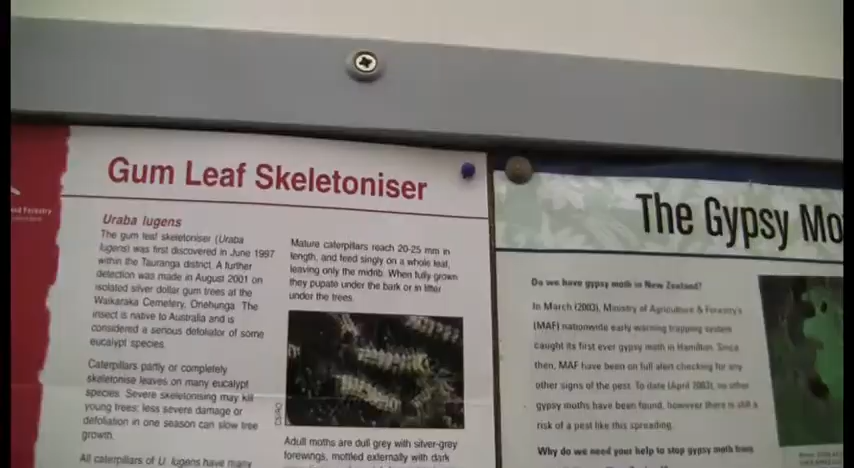 Gum Leaf Skeletoniser
Uraba lugens
The gum leaf skeletoniser (Uraba
lugens) was first discovered in June 1997
within the Tauranga district. A further
detection was made in August 2001 on
isolated silver dollar gum trees at the
Waikaraka Cemetery, Onehunga. The
insect is native to Australia and is
considered a serious defoliator of some
eucalypt species.
Caterpillars partly or completely
skeletonise leaves on many eucalypt
species. Severe skeletonising may kill
young trees; less severe damage or
defoliation in one season can slow tree
growth.
All caterpillars of U. lugens have many
Mature caterpillars reach 20-25 mm in
length, and feed singly on a whole leaf,
leaving only the midrib. When fully grown
they pupate under the bark or in litter
under the trees.
CSIRO
Adult moths are dull grey with silver-grey
forewings, mottled externally with dark
nd Forestry
The Gypsy Mo
Do we have gypsy moth in New Zealand?
In March (2003), Ministry of Agriculture & Forestry's
(MAF) nationwide early warning trapping system
caught its first ever gypsy moth in Hamilton. Since
then, MAF have been on full alert checking for any
other signs of the pest. To date (April 2003), no other
gypsy moths have been found, however there is still a
risk of a pest like this spreading.
Why do we need your help to stop gypsy moth